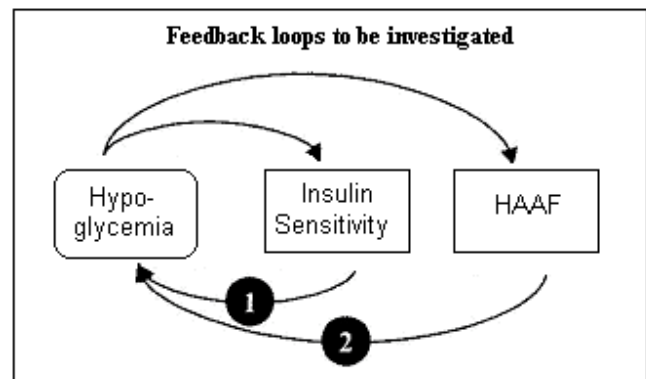 Feedback loops to be investigated
Hypo-
glycemia
Insulin
Sensitivity
HAAF
1
2